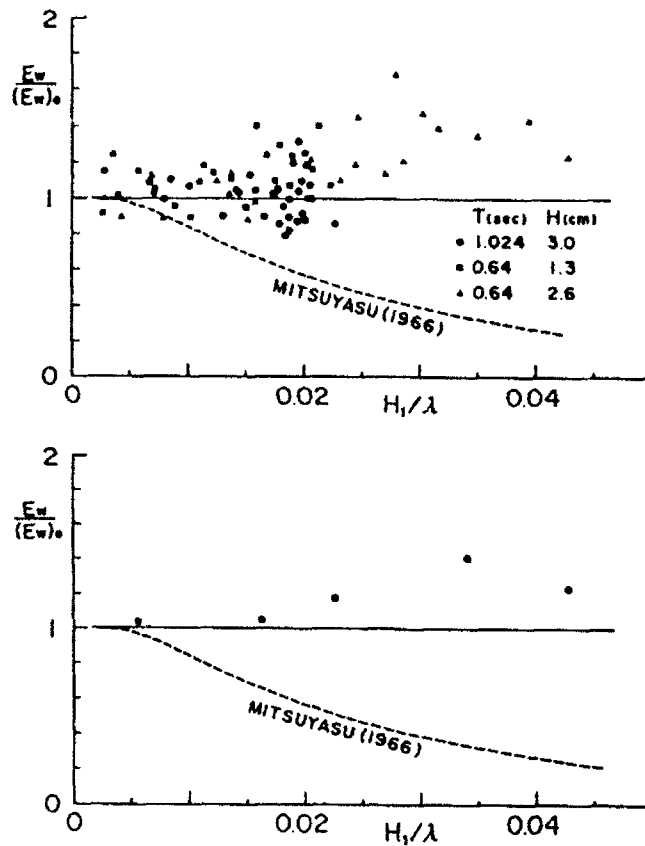 2
Ew
(Ew)₀
1
T(sec) H(cm)
● 1.024 3.0
■ 0.64 1.3
▲ 0.64 2.6
MITSUYASU(1966)
0
0 0.02 0.04
H₁/λ
2
Ew
(Ew)₀
1
MITSUYASU(1966)
0
0 0.02 0.04
H₁/λ